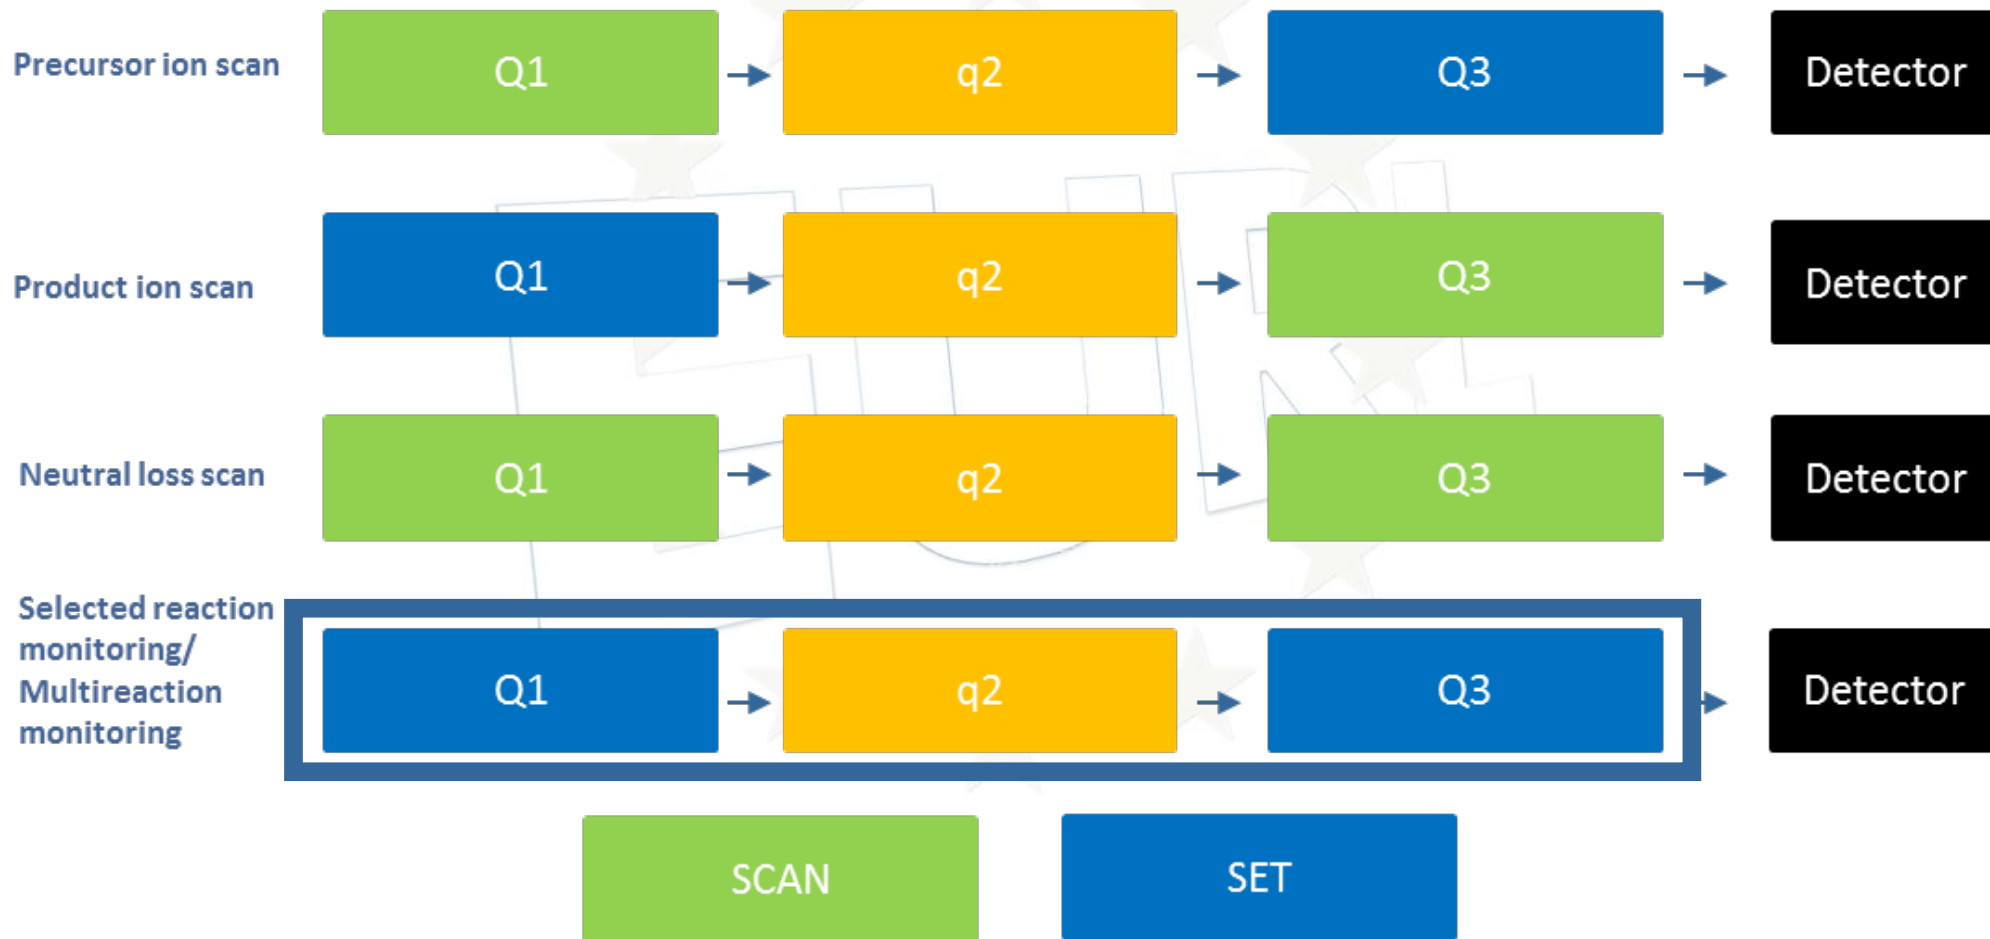 Precursor ion scan
Q1
q2
Q3
Detector
Product ion scan
Q1
q2
Q3
Detector
Neutral loss scan
Q1
q2
Q3
Detector
Selected reaction
monitoring/
Multireaction
monitoring
Q1
q2
Q3
Detector
SCAN
SET
EURL